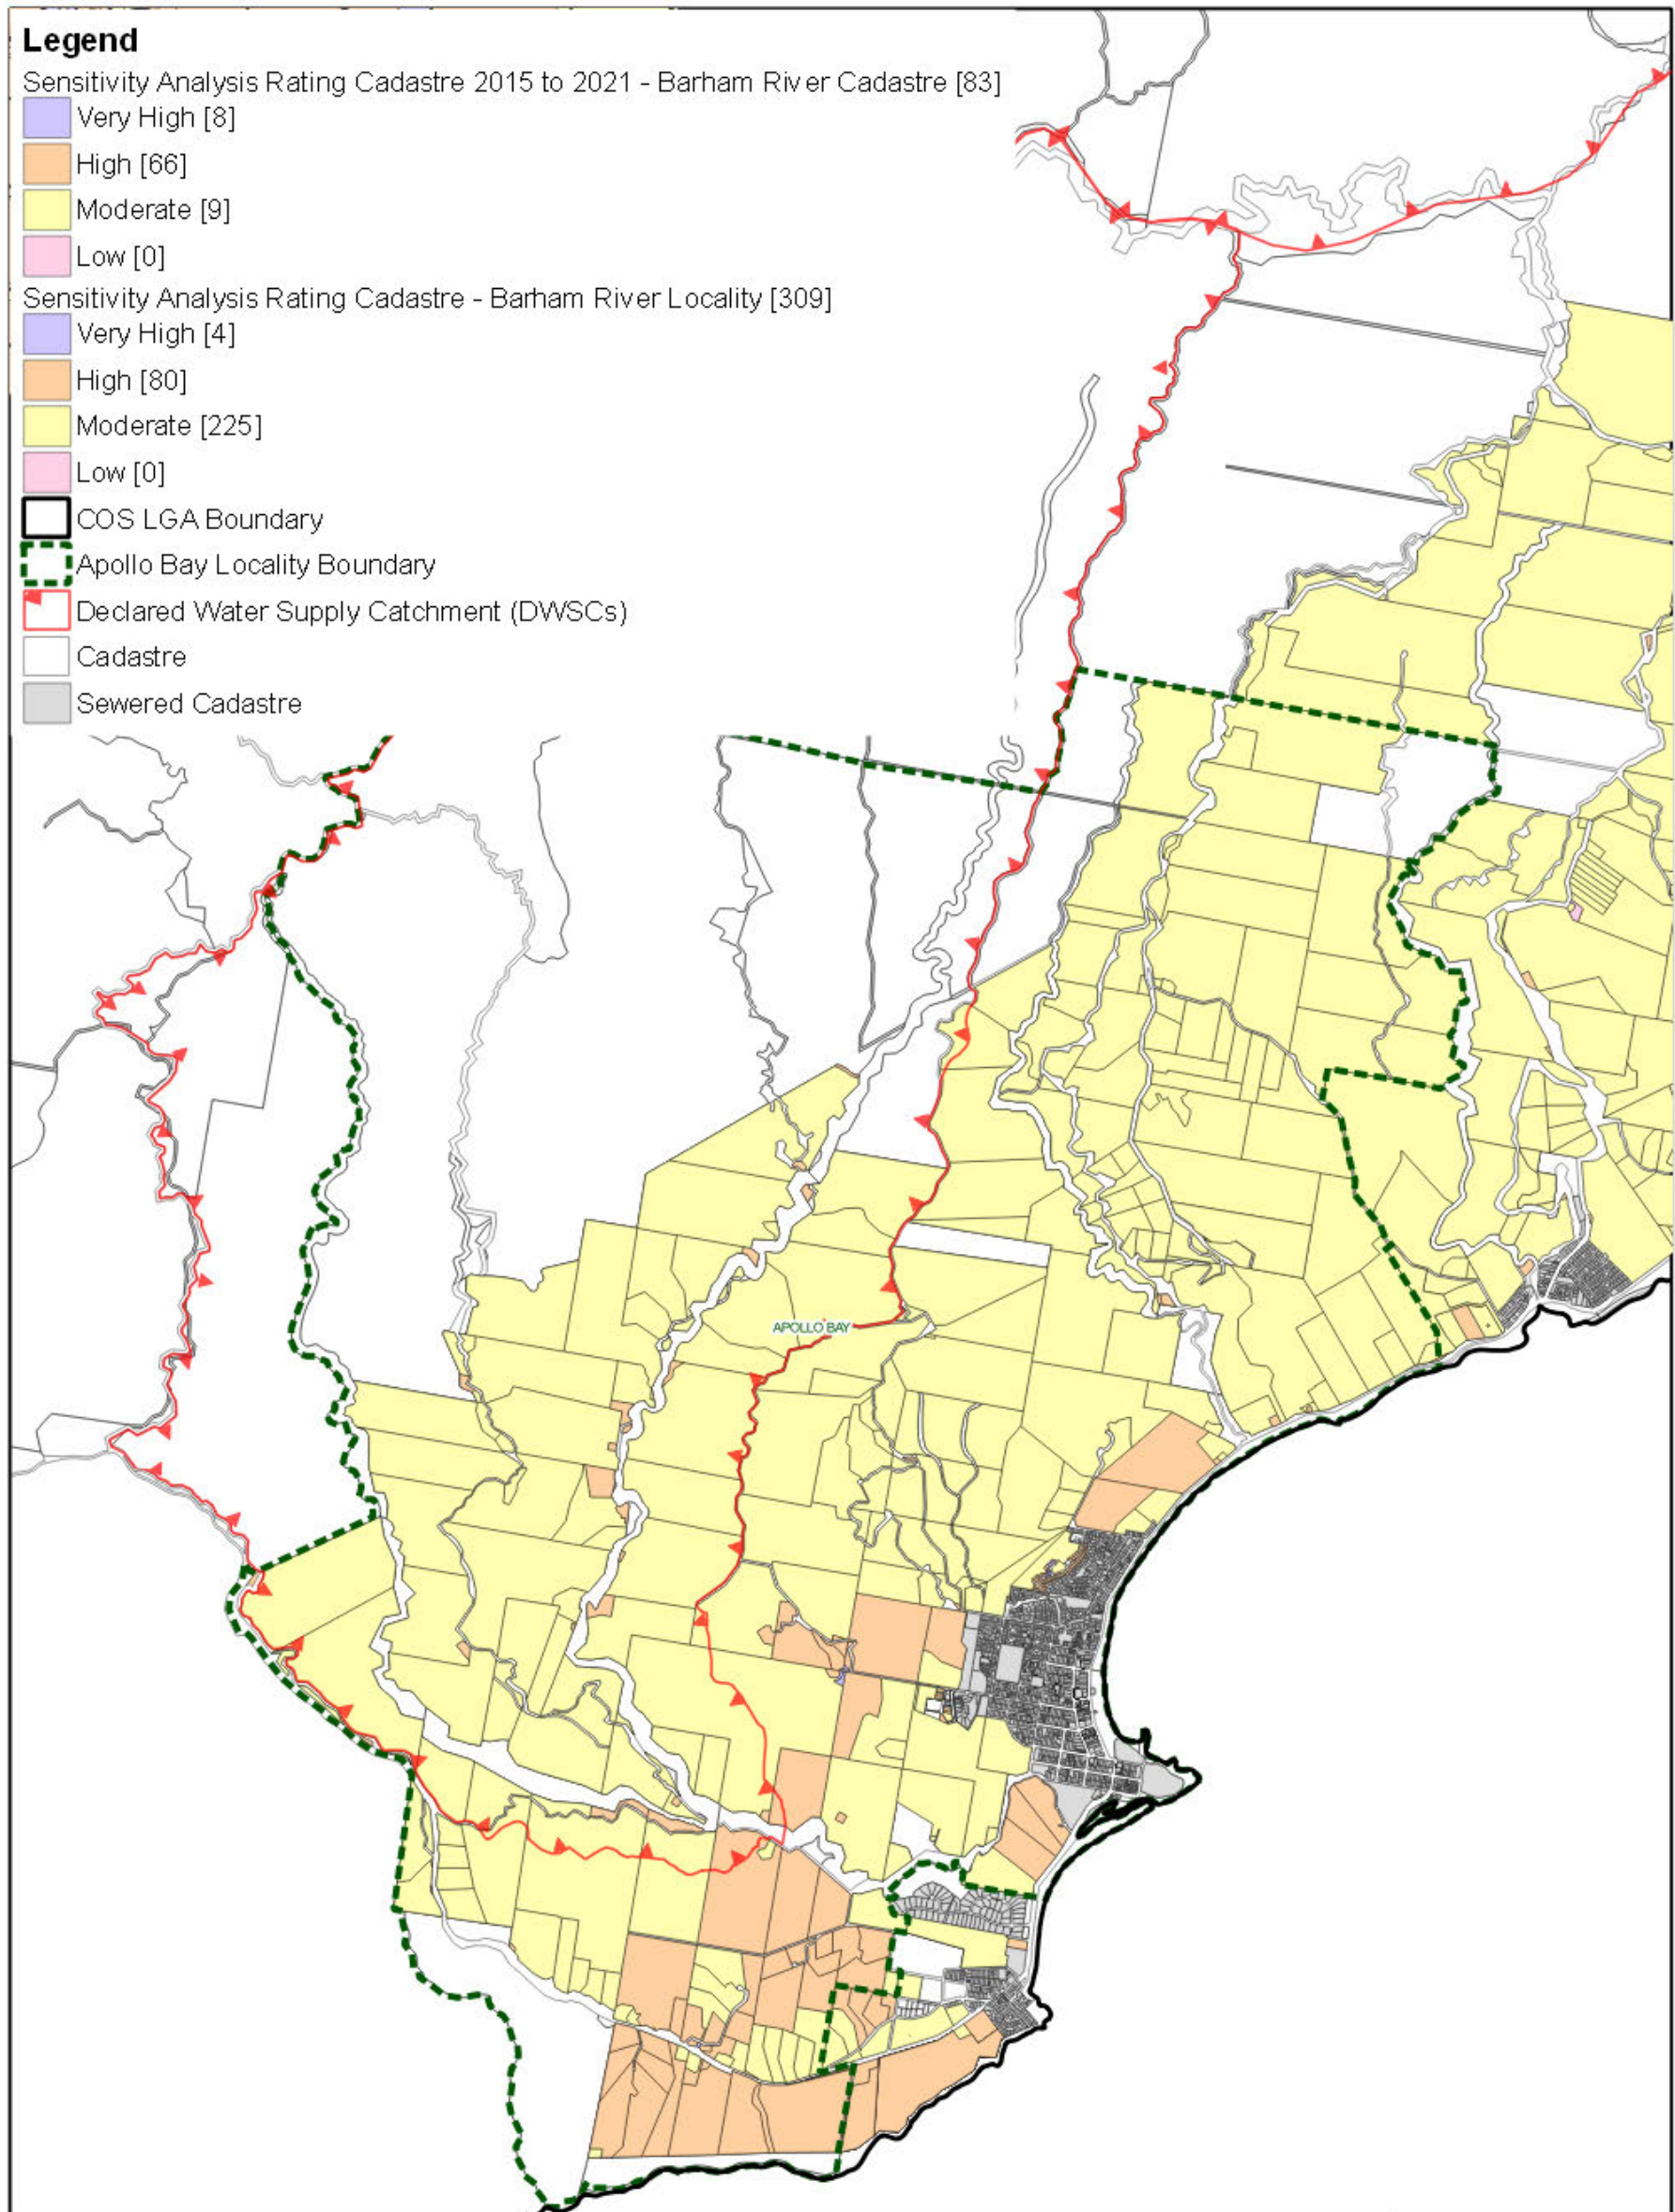 Legend
Sensitivity Analysis Rating Cadastre 2015 to 2021 - Barham River Cadastre [83]
Very High [8]
High [66]
Moderate [9]
Low [0]
Sensitivity Analysis Rating Cadastre - Barham River Locality [309]
Very High [4]
High [80]
Moderate [225]
Low [0]
COS LGA Boundary
Apollo Bay Locality Boundary
Declared Water Supply Catchment (DWSCs)
Cadastre
Sewered Cadastre
APOLLO BAY